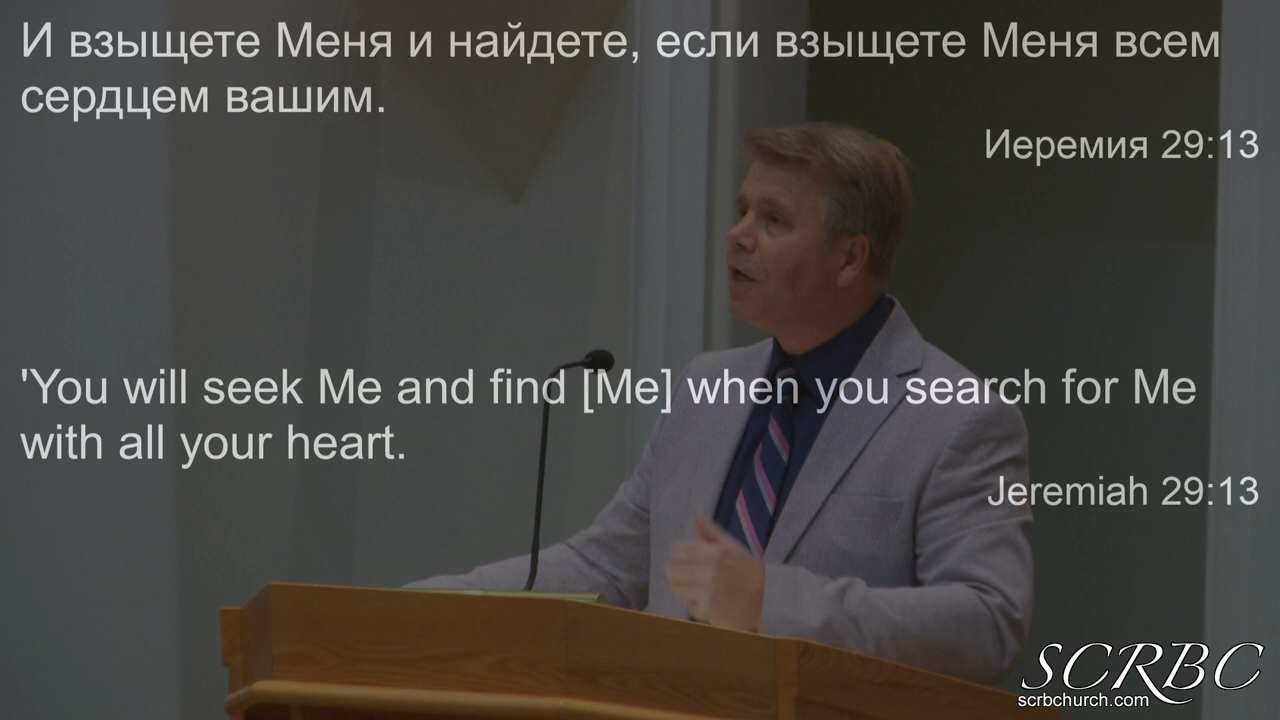 И взыщете Меня и найдете, если взыщете Меня всем
сердцем вашим.
Иеремия 29:13
'You will seek Me and find [Me] when you search for Me
with all your heart.
Jeremiah 29:13
SCRBC
scrbchurch.com